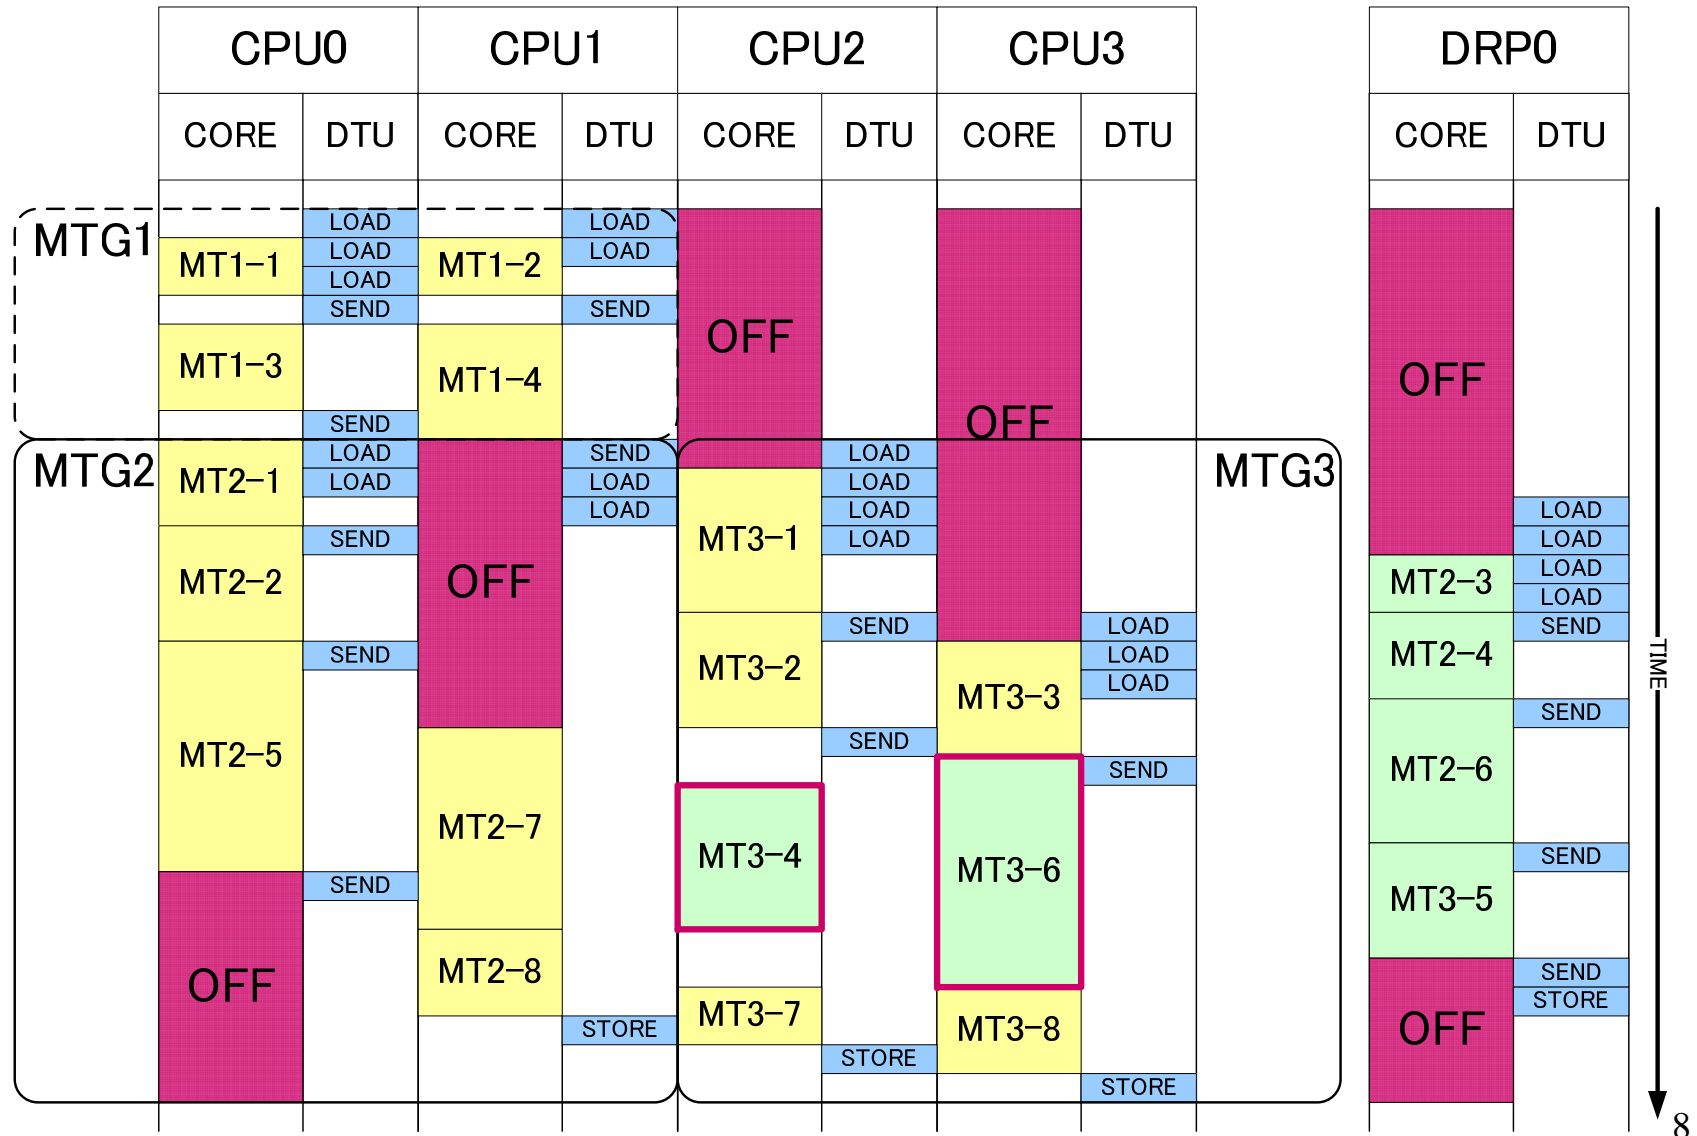 CPU0 CPU1 CPU2 CPU3 DRP0
CORE DTU CORE DTU CORE DTU CORE DTU CORE DTU
LOAD LOAD
MTG1
LOAD LOAD
MT1-1 MT1-2
LOAD
SEND SEND
OFF
MT1-3 MT1-4 OFF
OFF
SEND
LOAD SEND LOAD
MTG2 MTG3
MT2-1
LOAD LOAD LOAD
LOAD LOAD LOAD
SEND MT3-1 LOAD LOAD
MT2-2 OFF MT2-3 LOAD
LOAD
SEND LOAD SEND
SEND LOAD MT2-4
MT3-2 LOAD
TIME
MT3-3
SEND
SEND
MT2-5 SEND MT2-6
MT2-7
MT3-4 SEND
MT3-6
SEND MT3-5
MT2-8 SEND
OFF STORE
MT3-7
STORE MT3-8 OFF
STORE
STORE
8